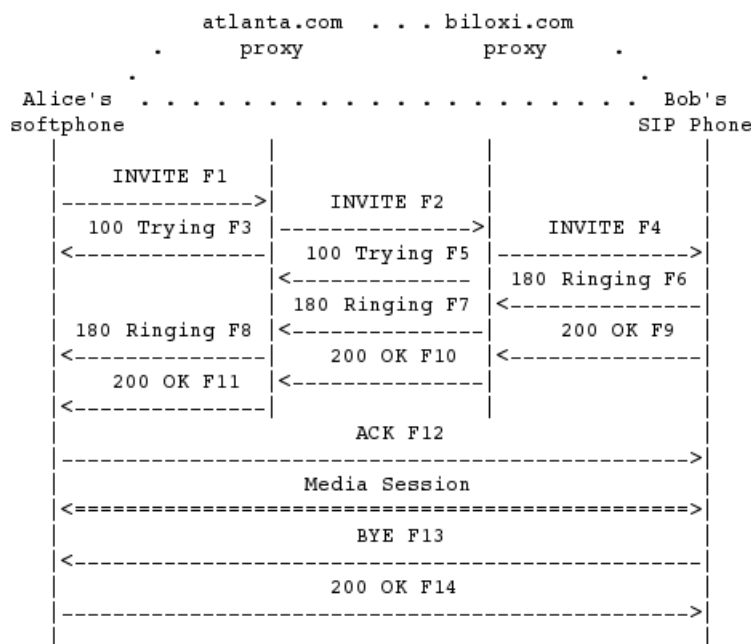 atlanta.com . . . biloxi.com
. proxy proxy .
. .
Alice's . . . . . . . . . . . . . . . . . . . . Bob's
softphone SIP Phone
| | | |
| INVITE F1 | | |
|--------------->| INVITE F2 | |
| 100 Trying F3 |--------------->| INVITE F4 |
|<---------------| 100 Trying F5 |--------------->|
| |<-------------- | 180 Ringing F6 |
| | 180 Ringing F7 |<---------------|
| 180 Ringing F8 |<---------------| 200 OK F9 |
|<---------------| 200 OK F10 |<---------------|
| 200 OK F11 |<---------------| |
|<---------------| | |
| ACK F12 |
|------------------------------------------------->|
| Media Session |
|<================================================>|
| BYE F13 |
|<-------------------------------------------------|
| 200 OK F14 |
|------------------------------------------------->|
| |